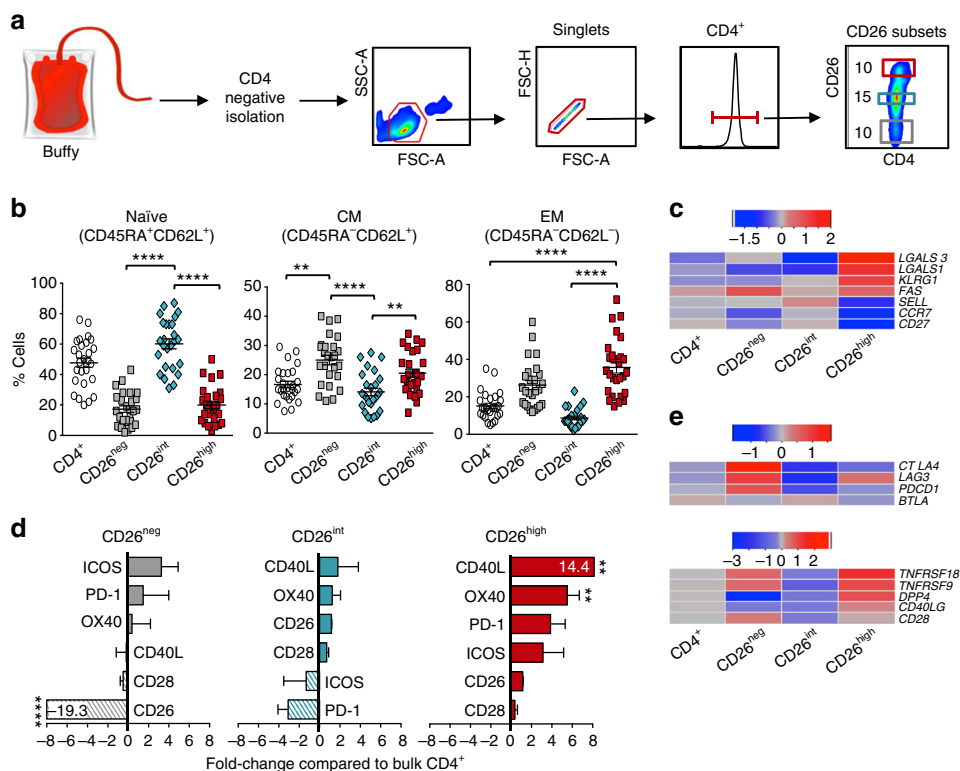 a
Buffy
CD4
negative
isolation
SSC-A
FSC-A
Singlets
FSC-H
FSC-A
CD4+
CD26 subsets
CD26
10
15
10
CD4
b
Naïve
(CD45RA+CD62L+)
CM
(CD45RA−CD62L+)
EM
(CD45RA−CD62L−)
% Cells
100
80
60
40
20
0
**** ****
CD4+ CD26neg CD26int CD26high
60
40
20
0
** **** **
CD4+ CD26neg CD26int CD26high
80
60
40
20
0
**** ****
CD4+ CD26neg CD26int CD26high
c
−1.5 0 1 2
LGALS 3
LGALS1
KLRG1
FAS
SELL
CCR7
CD27
CD4+ CD26neg CD26int CD26high
d
CD26neg
ICOS
PD-1
OX40
CD40L
CD28
CD26
−19.3
****
−8 −6 −4 −2 0 2 4 6 8
CD26int
CD40L
OX40
CD26
CD28
ICOS
PD-1
−8 −6 −4 −2 0 2 4 6 8
CD26high
CD40L
OX40
PD-1
ICOS
CD26
CD28
14.4
**
**
−8 −6 −4 −2 0 2 4 6 8
Fold-change compared to bulk CD4+
e
−1 0 1
CT LA4
LAG3
PDCD1
BTLA
−3 −1 0 1 2
TNFRSF18
TNFRSF9
DPP4
CD40LG
CD28
CD4+ CD26neg CD26int CD26high